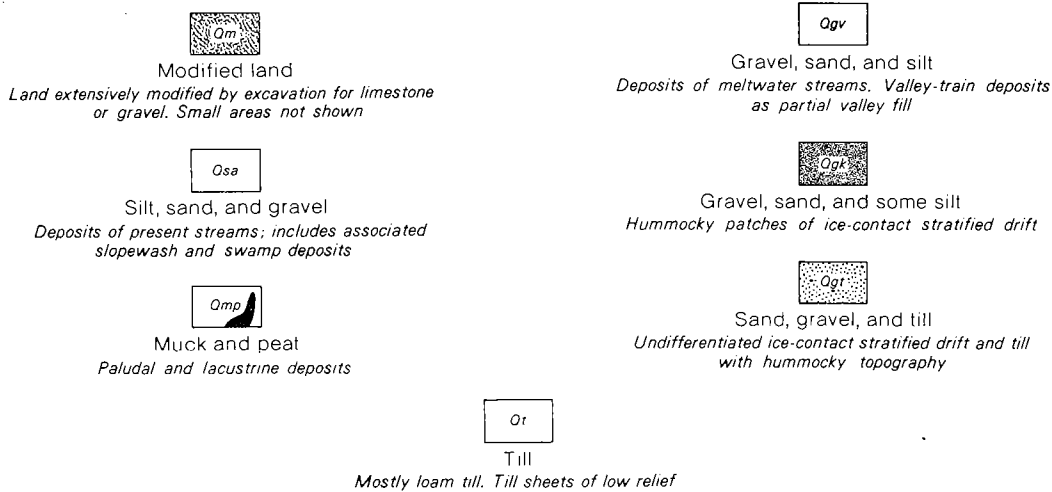 Qm
Modified land
Land extensively modified by excavation for limestone
or gravel. Small areas not shown
Qsa
Silt, sand, and gravel
Deposits of present streams; includes associated
slopewash and swamp deposits
Qmp
Muck and peat
Paludal and lacustrine deposits
Qgv
Gravel, sand, and silt
Deposits of meltwater streams. Valley-train deposits
as partial valley fill
Qgk
Gravel, sand, and some silt
Hummocky patches of ice-contact stratified drift
Qgt
Sand, gravel, and till
Undifferentiated ice-contact stratified drift and till
with hummocky topography
Qt
Till
Mostly loam till. Till sheets of low relief